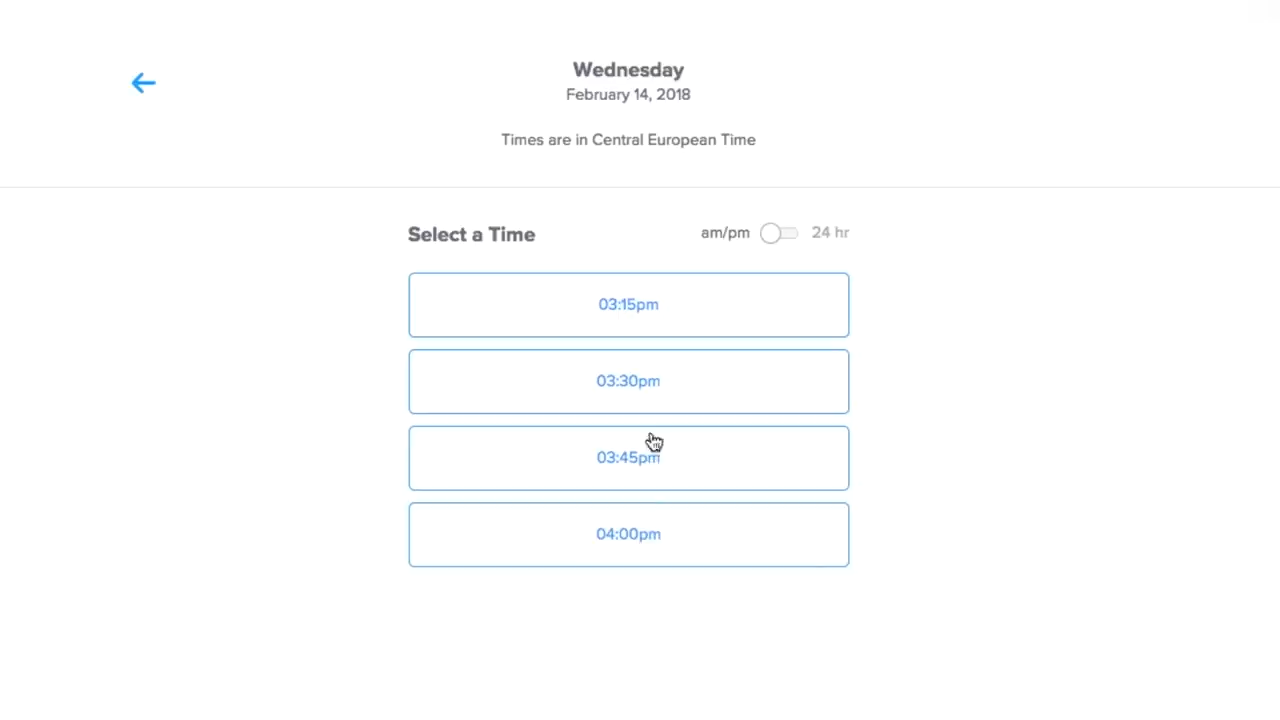 Wednesday
February 14, 2018
Times are in Central European Time
Select a Time
am/pm 24 hr
03:15pm
03:30pm
03:45pm
04:00pm